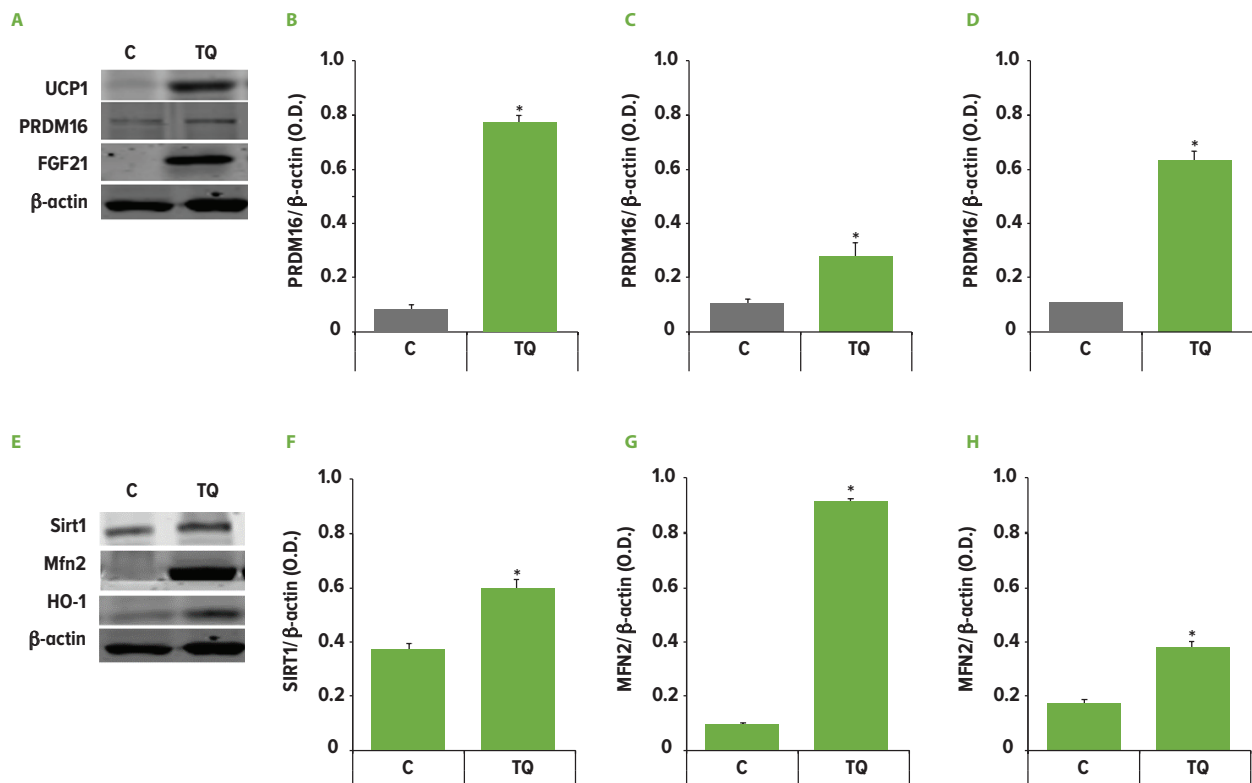 A
C TQ
UCP1
PRDM16
FGF21
β-actin
B
PRDM16/β-actin (O.D.)
1.0
0.8
0.6
0.4
0.2
0
*
C TQ
C
PRDM16/β-actin (O.D.)
1.0
0.8
0.6
0.4
0.2
0
*
C TQ
D
PRDM16/β-actin (O.D.)
1.0
0.8
0.6
0.4
0.2
0
*
C TQ
E
C TQ
Sirt1
Mfn2
HO-1
β-actin
F
SIRT1/β-actin (O.D.)
1.0
0.8
0.6
0.4
0.2
0
*
C TQ
G
MFN2/β-actin (O.D.)
1.0
0.8
0.6
0.4
0.2
0
*
C TQ
H
MFN2/β-actin (O.D.)
1.0
0.8
0.6
0.4
0.2
0
*
C TQ